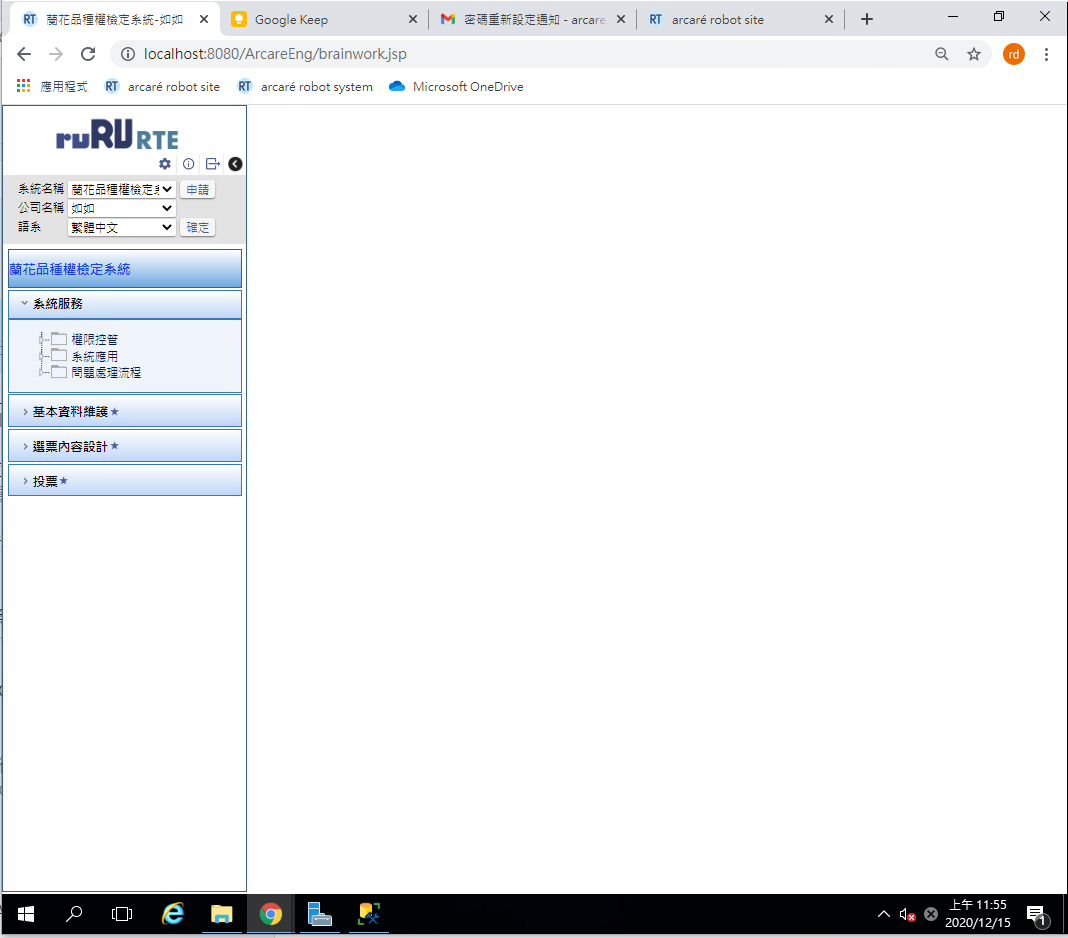 蘭花品種權檢定系統-如如
Google Keep
密碼重新設定通知 - arcare
arcaré robot site
localhost:8080/ArcareEng/brainwork.jsp
rd
應用程式
arcaré robot site
arcaré robot system
Microsoft OneDrive
ruRU RTE
系統名稱 蘭花品種權檢定系 申請
公司名稱 如如
語系 繁體中文 確定
蘭花品種權檢定系統
系統服務
權限控管
系統應用
問題處理流程
基本資料維護★
選票內容設計★
投票★
上午 11:55
2020/12/15
1